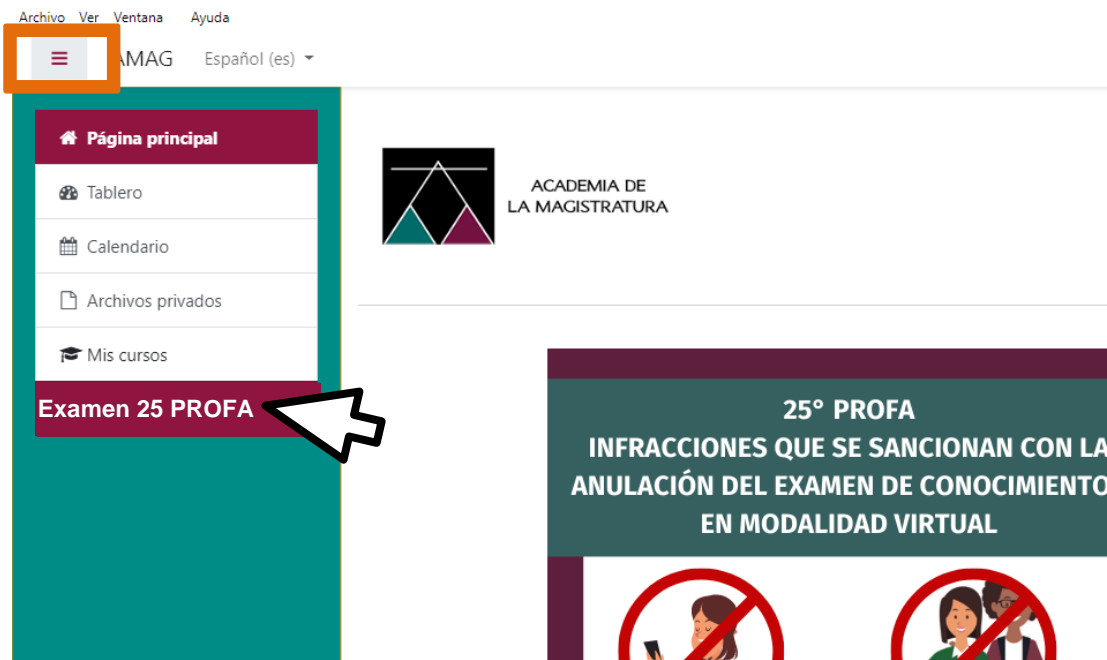 Archivo Ver Ventana Ayuda
AMAG Español (es)
Página principal
Tablero
Calendario
Archivos privados
Mis cursos
Examen 25 PROFA
ACADEMIA DE
LA MAGISTRATURA
25° PROFA
INFRACCIONES QUE SE SANCIONAN CON LA
ANULACIÓN DEL EXAMEN DE CONOCIMIENTO
EN MODALIDAD VIRTUAL